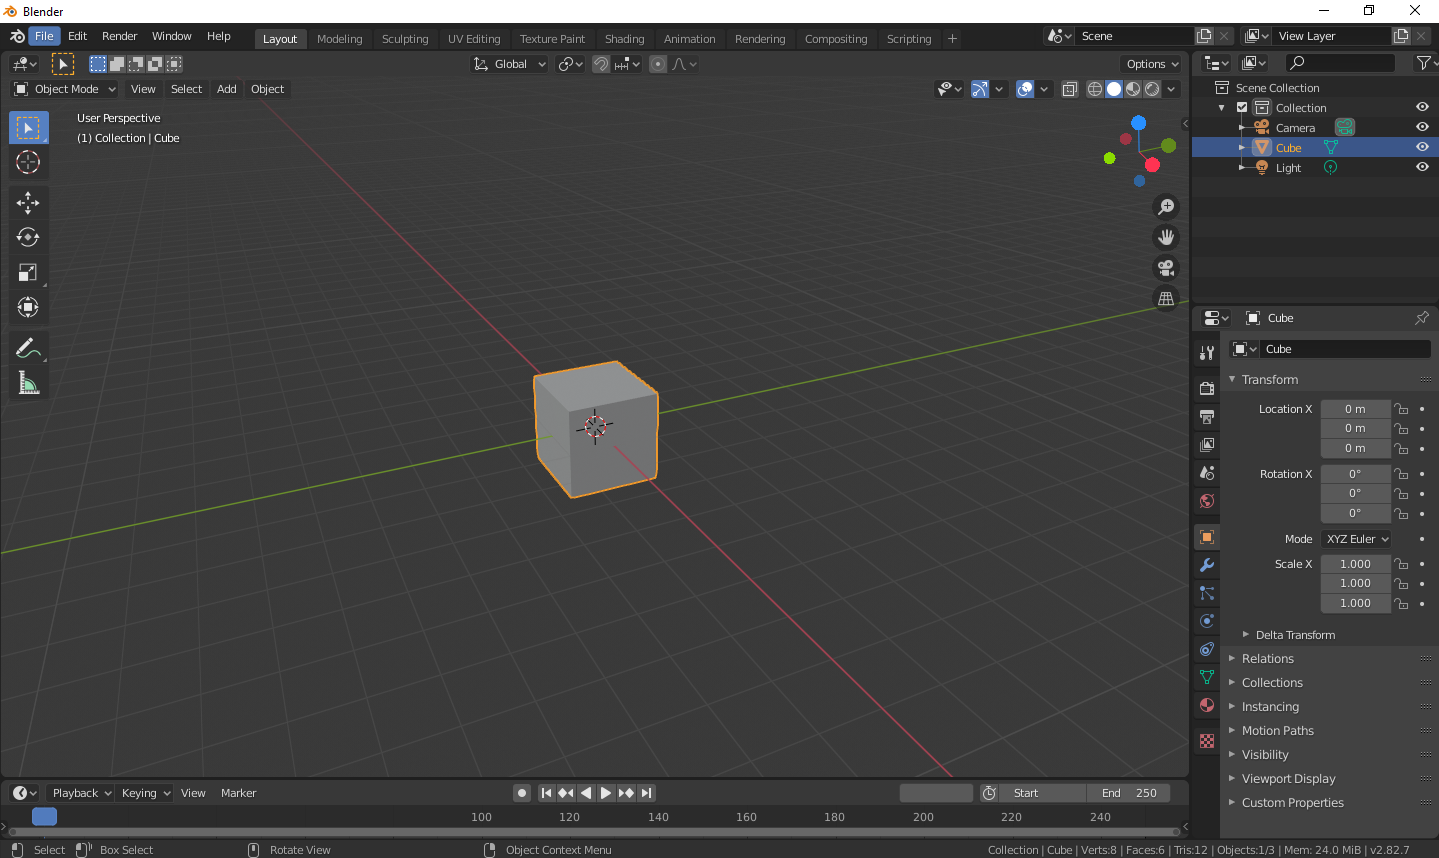 Blender
File Edit Render Window Help Layout Modeling Sculpting UV Editing Texture Paint Shading Animation Rendering Compositing Scripting + Scene View Layer
Global Options
Object Mode View Select Add Object
User Perspective
(1) Collection | Cube
Scene Collection
Collection
Camera
Cube
Light
Cube
Cube
Transform
Location X 0 m
0 m
0 m
Rotation X 0°
0°
0°
Mode XYZ Euler
Scale X 1.000
1.000
1.000
Delta Transform
Relations
Collections
Instancing
Motion Paths
Visibility
Viewport Display
Custom Properties
Playback Keying View Marker Start End 250
100 120 140 160 180 200 220 240
Select Box Select Rotate View Object Context Menu Collection | Cube | Verts:8 | Faces:6 | Tris:12 | Objects:1/3 | Mem: 24.0 MiB | v2.82.7